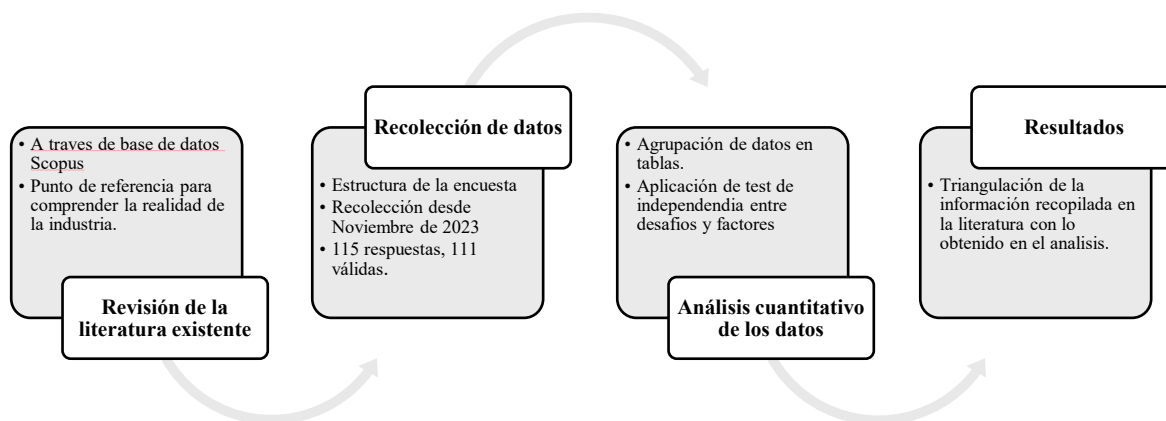 • A traves de base de datos
Scopus
• Punto de referencia para
comprender la realidad de
la industria.
Revisión de la
literatura existente
Recolección de datos
• Estructura de la encuesta
• Recolección desde
Noviembre de 2023
• 115 respuestas, 111
válidas.
• Agrupación de datos en
tablas.
• Aplicación de test de
independendia entre
desafios y factores
Análisis cuantitativo
de los datos
Resultados
• Triangulación de la
información recopilada en
la literatura con lo
obtenido en el analisis.